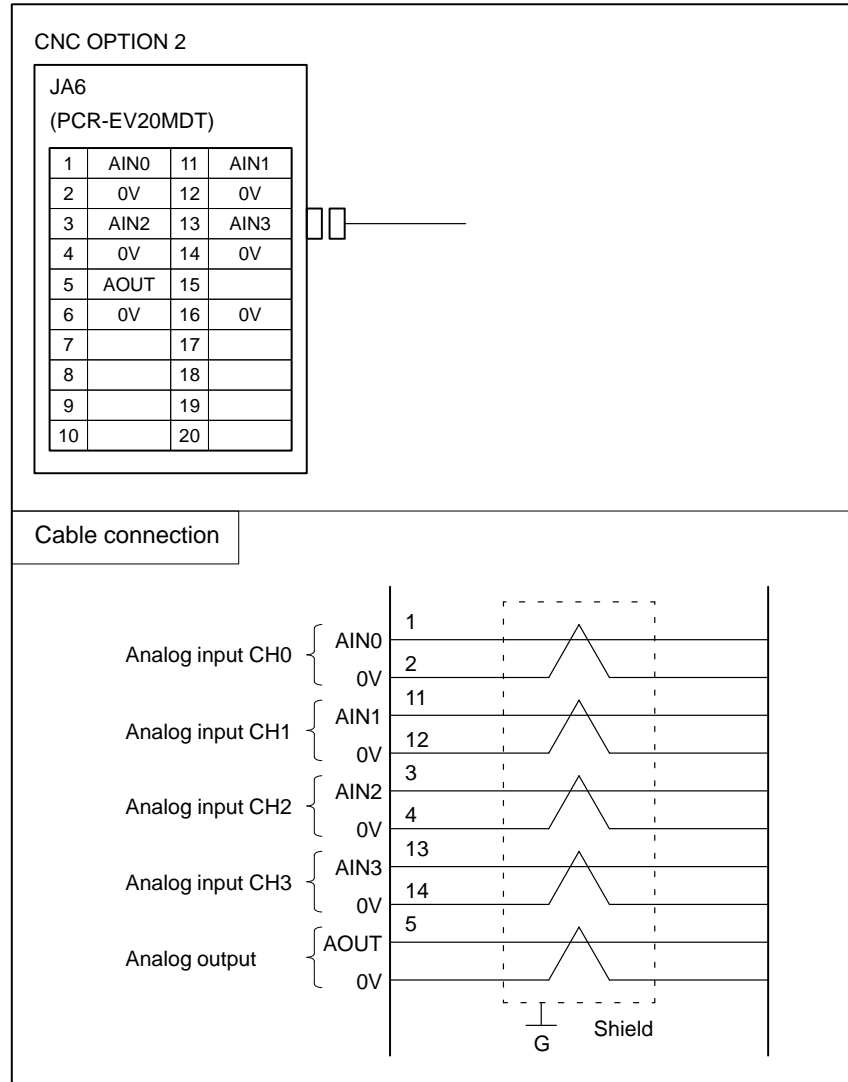 CNC OPTION 2
JA6
(PCR-EV20MDT)
1 AIN0 11 AIN1
2 0V 12 0V
3 AIN2 13 AIN3
4 0V 14 0V
5 AOUT 15
6 0V 16 0V
7 17
8 18
9 19
10 20
Cable connection
Analog input CH0 AIN0 1
0V 2
Analog input CH1 AIN1 11
0V 12
Analog input CH2 AIN2 3
0V 4
Analog input CH3 AIN3 13
0V 14
Analog output AOUT 5
0V
G Shield